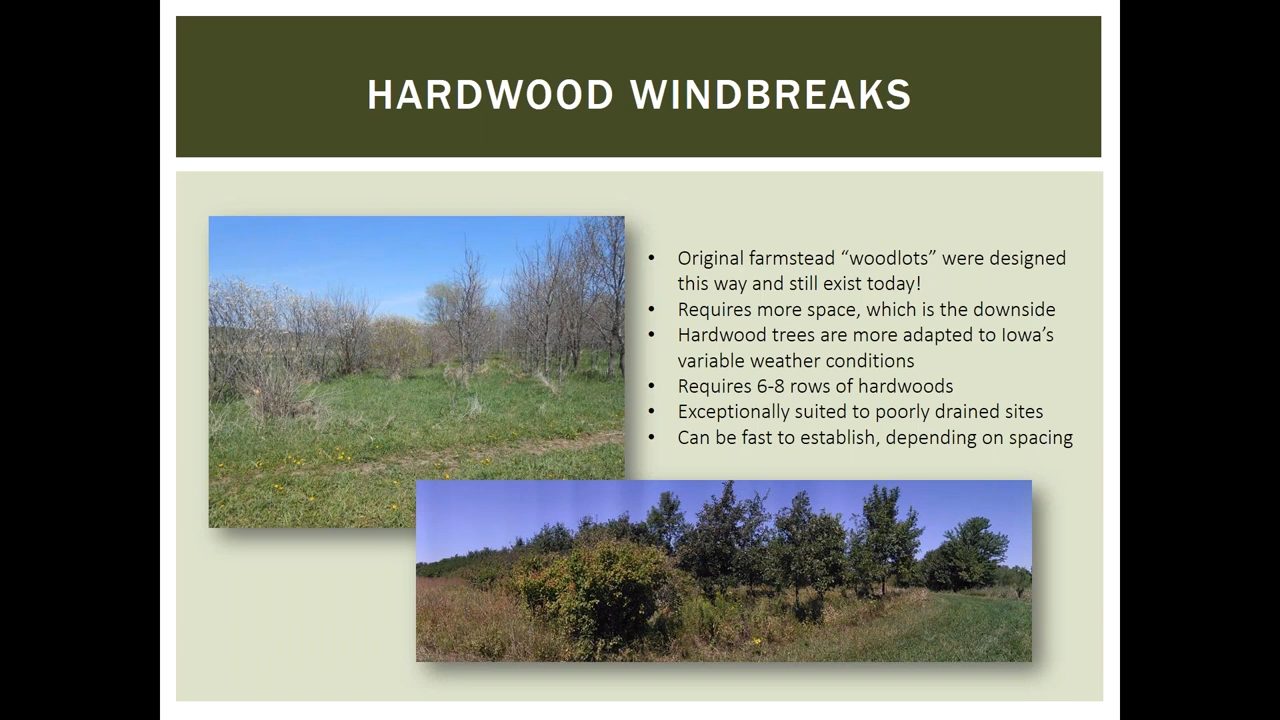 HARDWOOD WINDBREAKS
• Original farmstead “woodlots” were designed
this way and still exist today!
• Requires more space, which is the downside
• Hardwood trees are more adapted to Iowa’s
variable weather conditions
• Requires 6-8 rows of hardwoods
• Exceptionally suited to poorly drained sites
• Can be fast to establish, depending on spacing